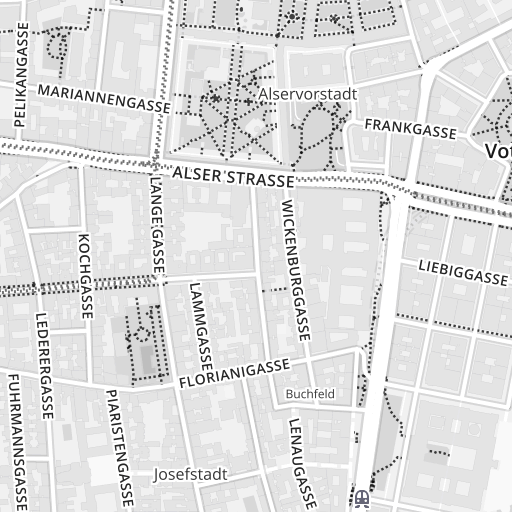 PELIKANGASSE
MARIANNENGASSE
Alservorstadt
FRANKGASSE
Vot
ALSER STRASSE
LANGE GASSE
WICKENBURGGASSE
KOCHGASSE
LIEBIGGASSE
LAMMGASSE
LEDERERGASSE
FLORIANIGASSE
FUHRMANNSGASSE
PIARISTENGASSE
Buchfeld
LENAUGASSE
Josefstadt